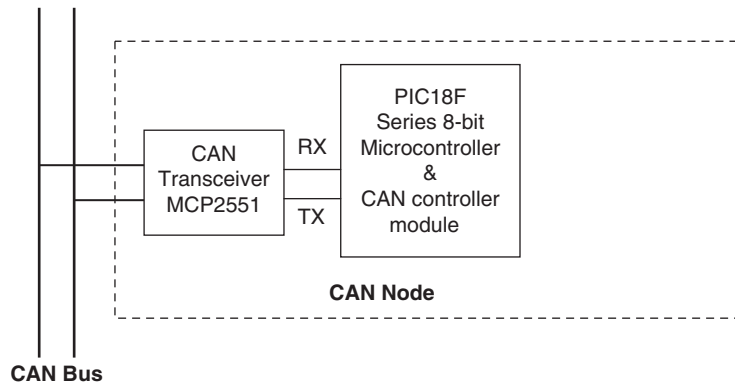 PIC18F
Series 8-bit
Microcontroller
&
CAN controller
module
CAN
Transceiver
MCP2551
RX
TX
CAN Node
CAN Bus